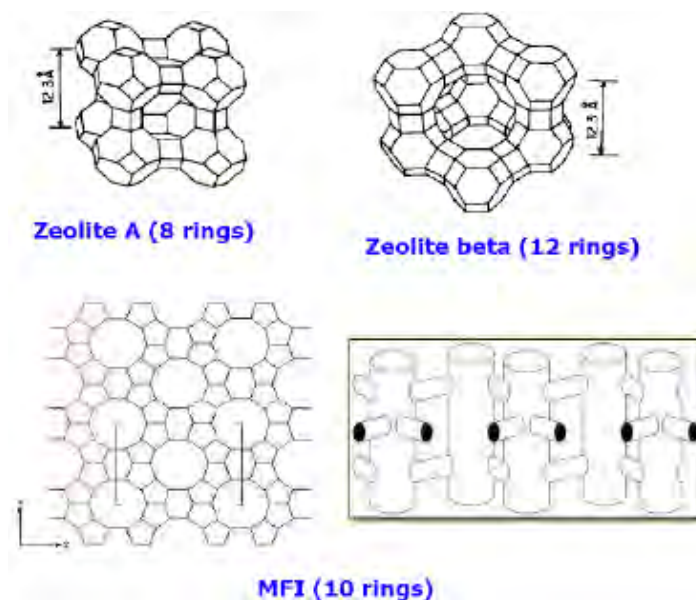 12.3 Å
12.3 Å
Zeolite A (8 rings)
Zeolite beta (12 rings)
MFI (10 rings)